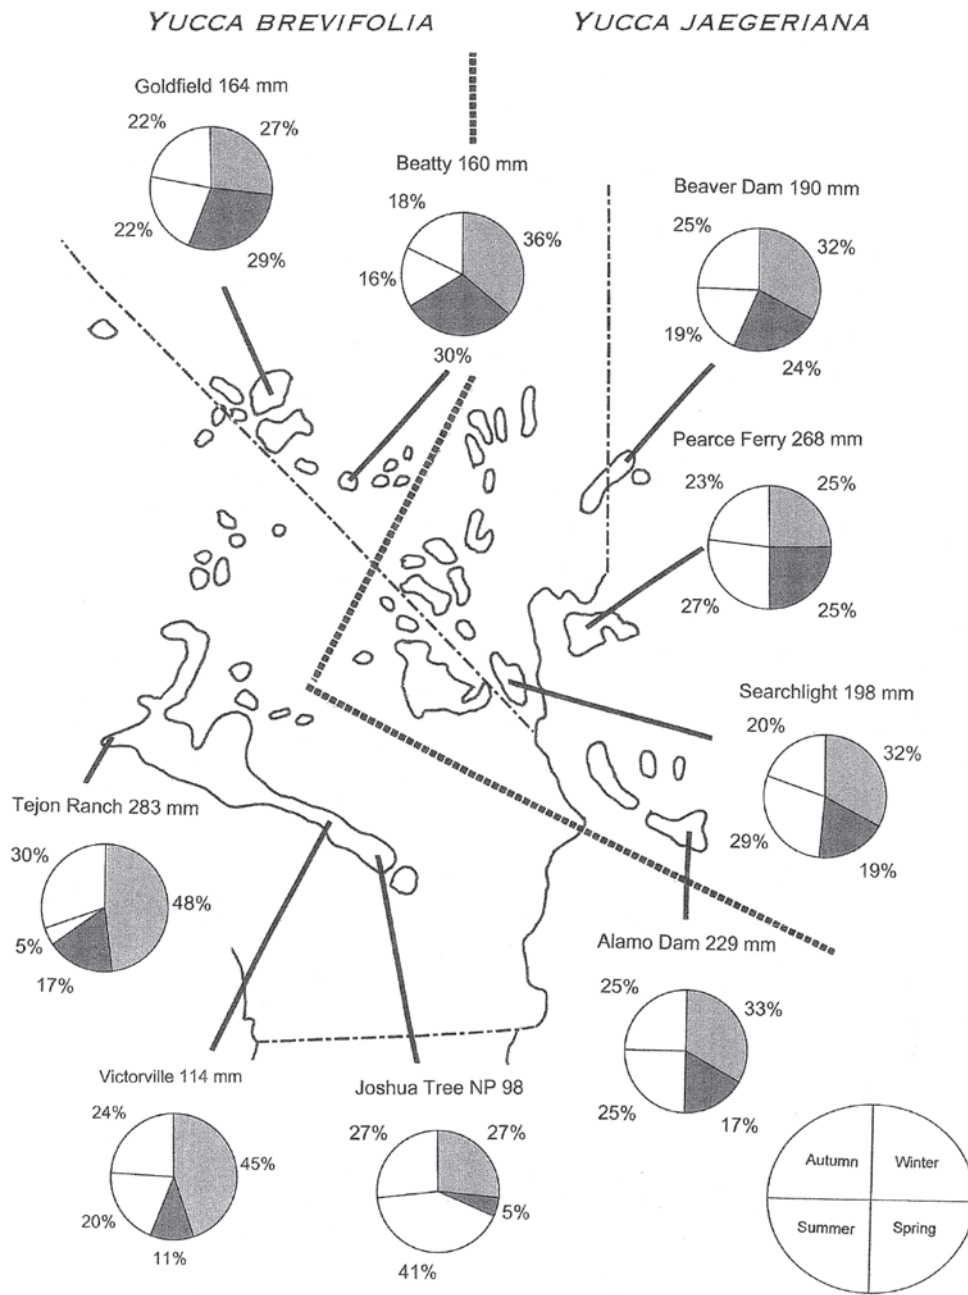 YUCCA BREVIFOLIA
YUCCA JAEGERIANA
Goldfield 164 mm
22%
27%
22%
29%
Beatty 160 mm
18%
36%
16%
30%
Beaver Dam 190 mm
25%
32%
19%
24%
Pearce Ferry 268 mm
23%
25%
27%
25%
Searchlight 198 mm
20%
32%
29%
19%
Tejon Ranch 283 mm
30%
48%
5%
17%
Alamo Dam 229 mm
25%
33%
25%
17%
Victorville 114 mm
24%
45%
20%
11%
Joshua Tree NP 98
27%
27%
5%
41%
Autumn
Winter
Summer
Spring